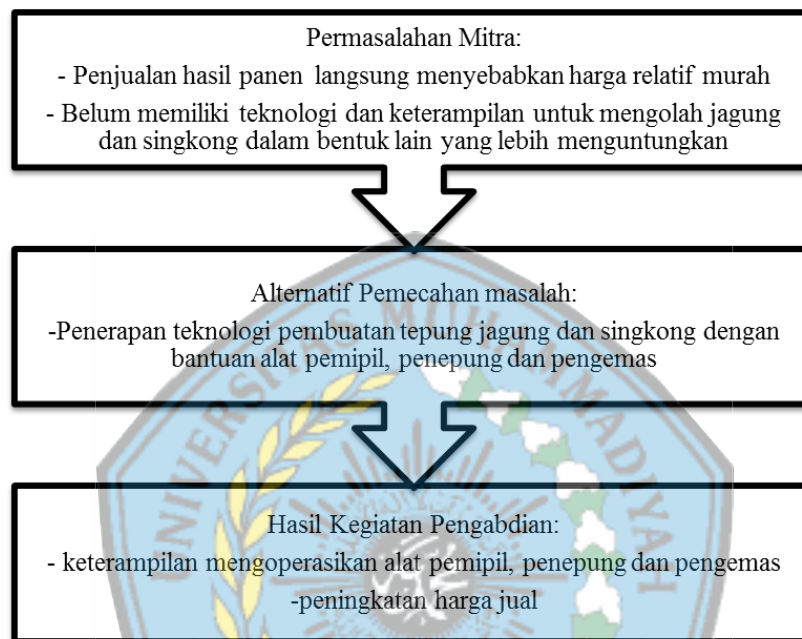 Permasalahan Mitra:
- Penjualan hasil panen langsung menyebabkan harga relatif murah
- Belum memiliki teknologi dan keterampilan untuk mengolah jagung
dan singkong dalam bentuk lain yang lebih menguntungkan
Alternatif Pemecahan masalah:
-Penerapan teknologi pembuatan tepung jagung dan singkong dengan
bantuan alat pemipil, penepung dan pengemas
Hasil Kegiatan Pengabdian:
- keterampilan mengoperasikan alat pemipil, penepung dan pengemas
-peningkatan harga jual
UNIVERSITAS MUHAMMADIYAH